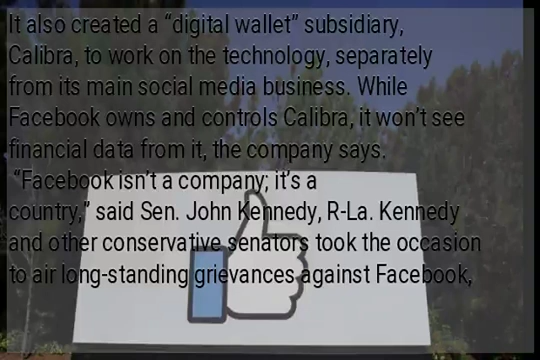 It also created a “digital wallet” subsidiary,
Calibra, to work on the technology, separately
from its main social media business. While
Facebook owns and controls Calibra, it won’t see
financial data from it, the company says.
“Facebook isn’t a company; it’s a
country,” said Sen. John Kennedy, R-La. Kennedy
and other conservative senators took the occasion
to air long-standing grievances against Facebook,